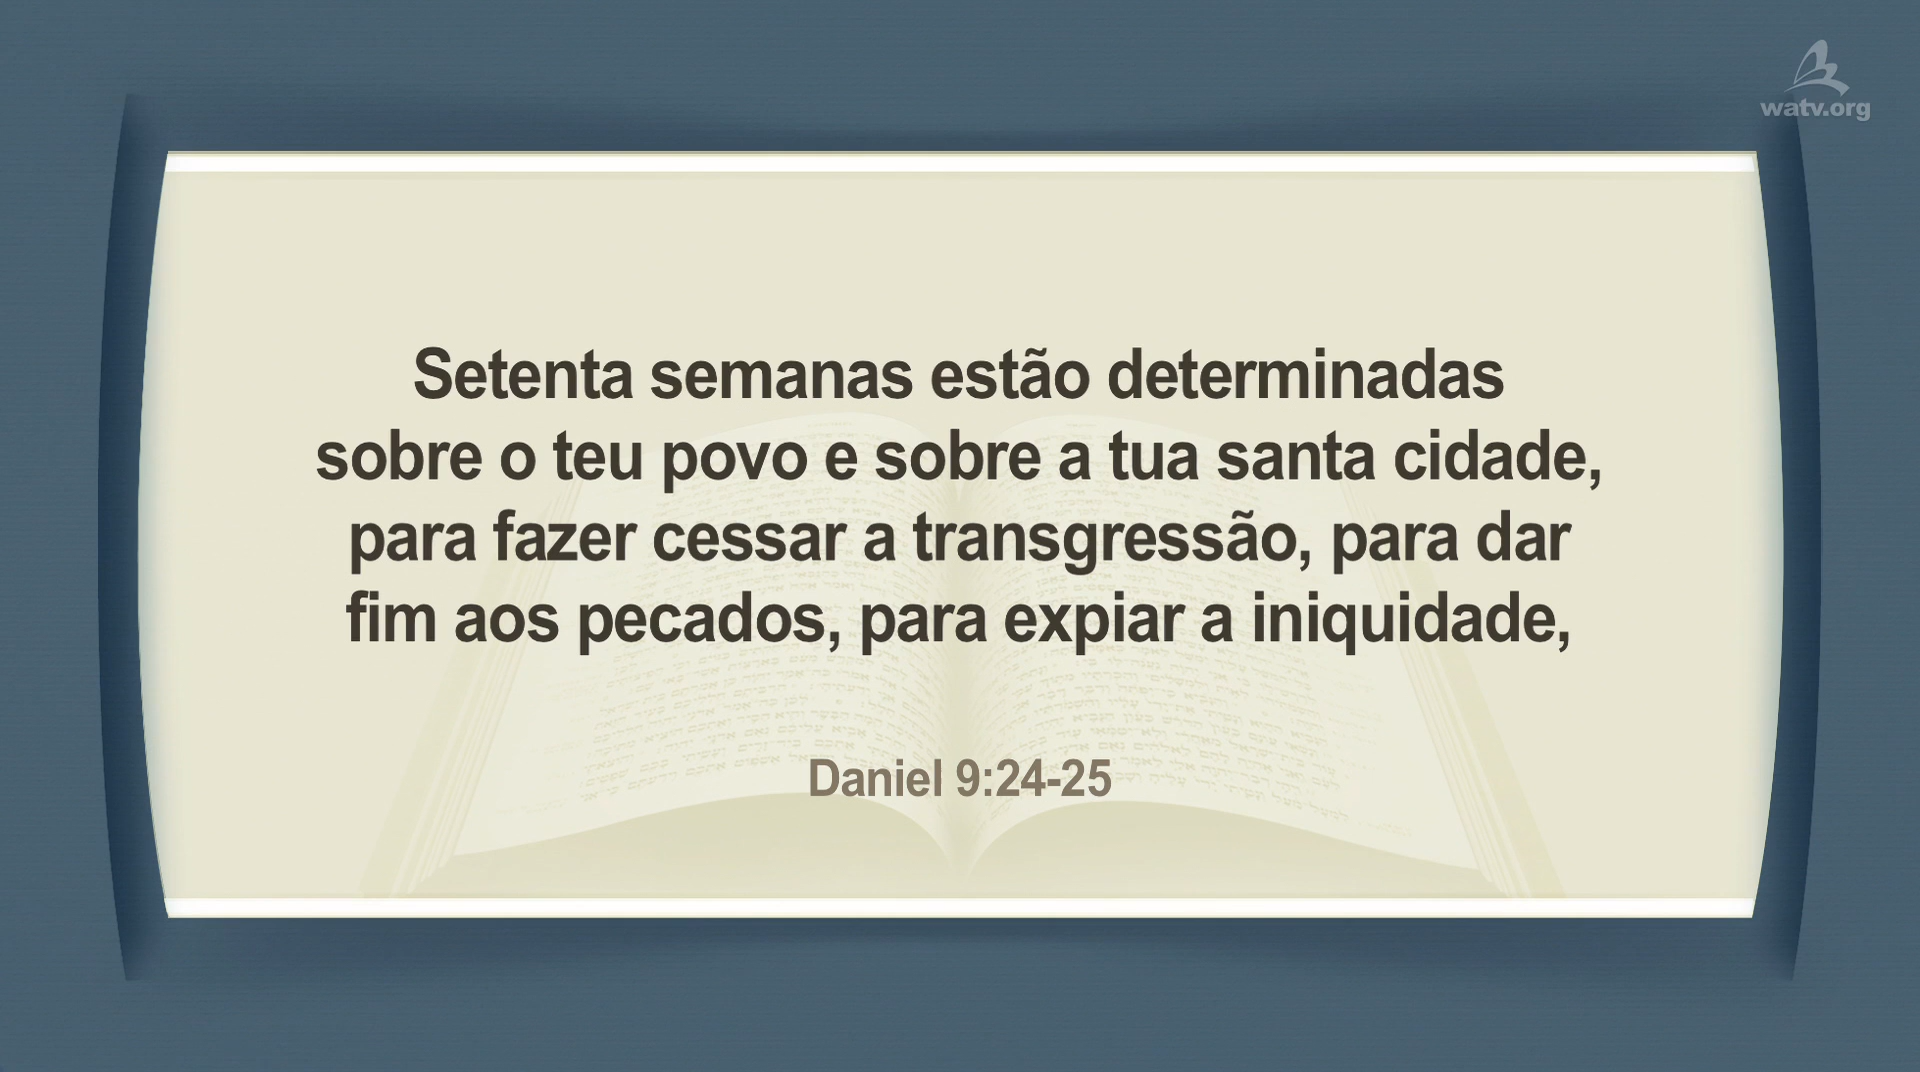 watv.org
Setenta semanas estão determinadas
sobre o teu povo e sobre a tua santa cidade,
para fazer cessar a transgressão, para dar
fim aos pecados, para expiar a iniquidade,
Daniel 9:24-25